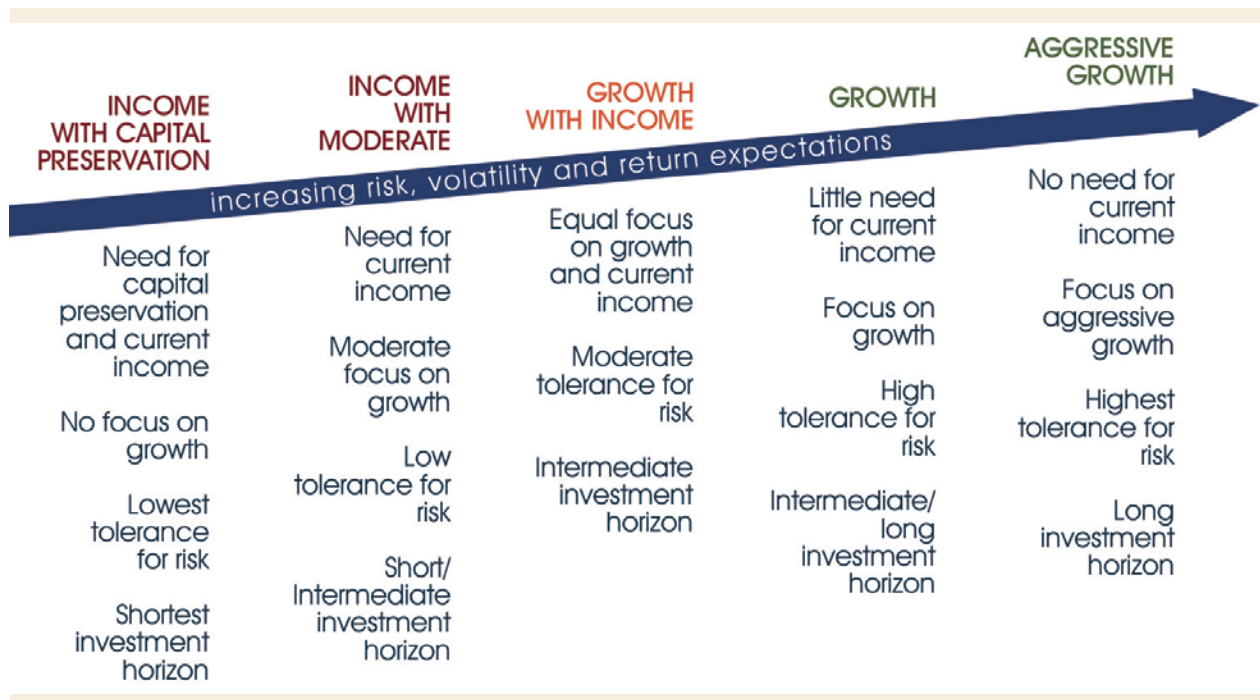 INCOME
WITH CAPITAL
PRESERVATION
INCOME
WITH
MODERATE
GROWTH
WITH INCOME
GROWTH
AGGRESSIVE
GROWTH
increasing risk, volatility and return expectations
Need for
capital
preservation
and current
income
No focus on
growth
Lowest
tolerance
for risk
Shortest
investment
horizon
Need for
current
income
Moderate
focus on
growth
Low
tolerance for
risk
Short/
Intermediate
investment
horizon
Equal focus
on growth
and current
income
Moderate
tolerance for
risk
Intermediate
investment
horizon
Little need
for current
income
Focus on
growth
High
tolerance for
risk
Intermediate/
long
investment
horizon
No need for
current
income
Focus on
aggressive
growth
Highest
tolerance for
risk
Long
investment
horizon